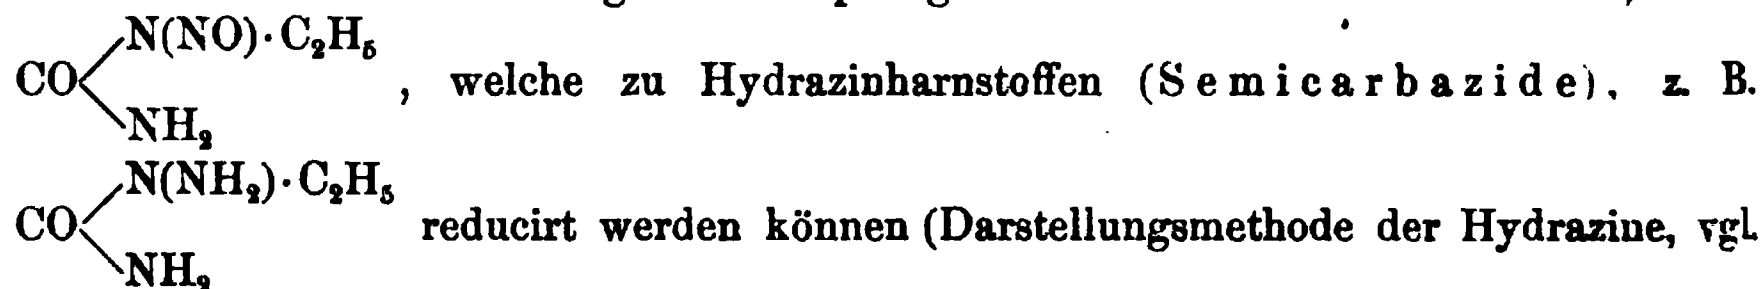 N(NO)·C₂H₅
CO , welche zu Hydrazinharnstoffen (Semicarbazide), z. B.
NH₂
N(NH₂)·C₂H₅
CO reducirt werden können (Darstellungsmethode der Hydrazine, vgl.
NH₂